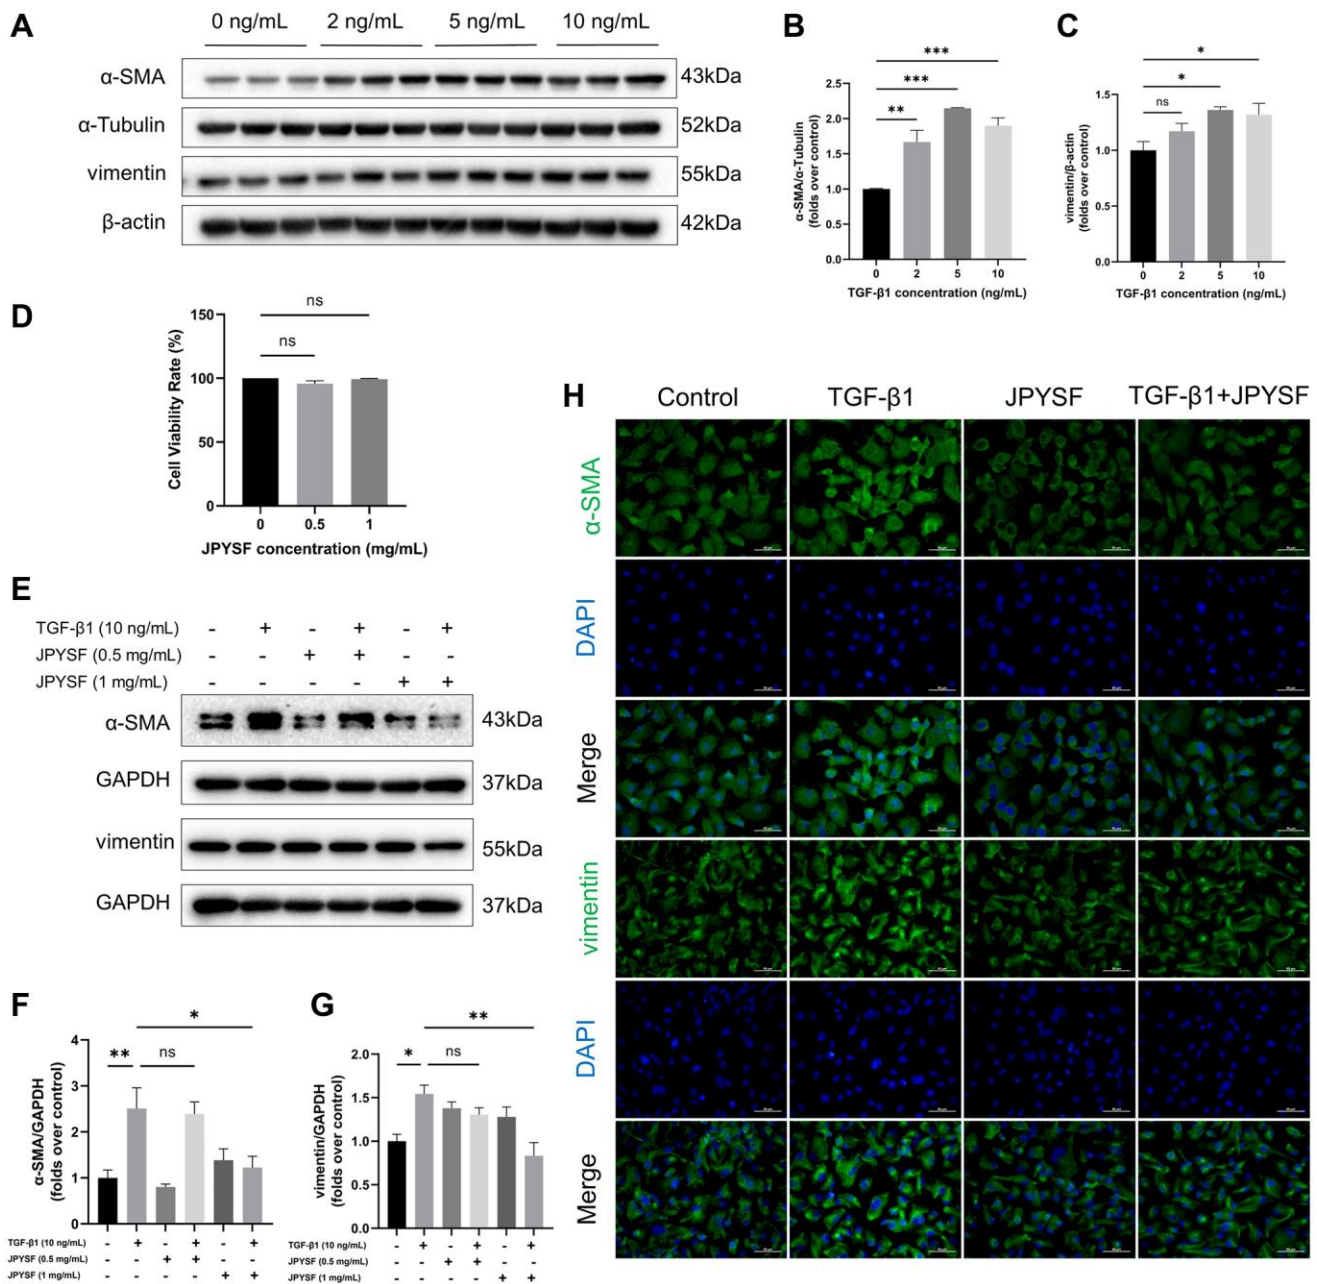 A
0 ng/mL 2 ng/mL 5 ng/mL 10 ng/mL
α-SMA 43kDa
α-Tubulin 52kDa
vimentin 55kDa
β-actin 42kDa
B
*** 
***
**
2.5
2.0
1.5
1.0
0.5
0.0
α-SMA/α-Tubulin
(folds over control)
0 2 5 10
TGF-β1 concentration (ng/mL)
C
*
*
ns
1.5
1.0
0.5
0.0
vimentin/β-actin
(folds over control)
0 2 5 10
TGF-β1 concentration (ng/mL)
D
ns
ns
150
100
50
0
Cell Viability Rate (%)
0 0.5 1
JPYSF concentration (mg/mL)
E
TGF-β1 (10 ng/mL) - + - + - +
JPYSF (0.5 mg/mL) - - + + - -
JPYSF (1 mg/mL) - - - - + +
α-SMA 43kDa
GAPDH 37kDa
vimentin 55kDa
GAPDH 37kDa
F
*
** ns
4
3
2
1
0
α-SMA/GAPDH
(folds over control)
TGF-β1 (10 ng/mL) - + - + - +
JPYSF (0.5 mg/mL) - - + + - -
JPYSF (1 mg/mL) - - - - + +
G
**
* ns
2.0
1.5
1.0
0.5
0.0
vimentin/GAPDH
(folds over control)
TGF-β1 (10 ng/mL) - + - + - +
JPYSF (0.5 mg/mL) - - + + - -
JPYSF (1 mg/mL) - - - - + +
H
Control TGF-β1 JPYSF TGF-β1+JPYSF
α-SMA
DAPI
Merge
vimentin
DAPI
Merge